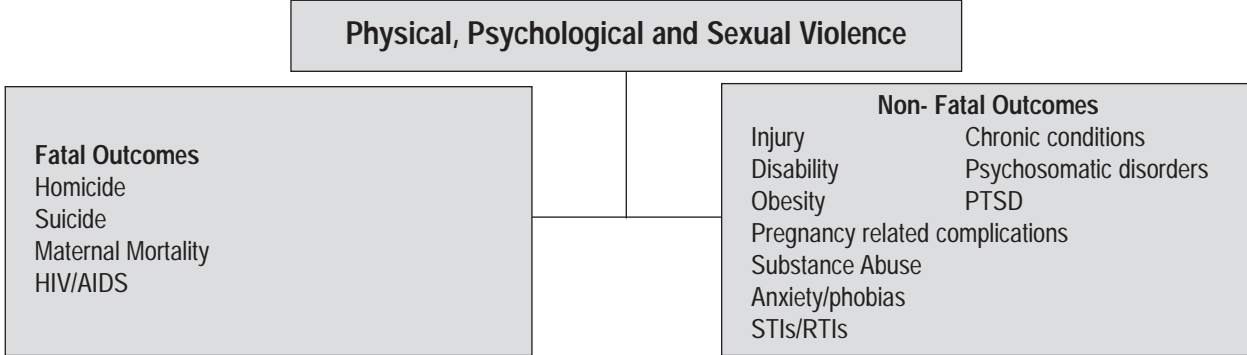 Physical, Psychological and Sexual Violence
Fatal Outcomes
Homicide
Suicide
Maternal Mortality
HIV/AIDS
Non- Fatal Outcomes
Injury Chronic conditions
Disability Psychosomatic disorders
Obesity PTSD
Pregnancy related complications
Substance Abuse
Anxiety/phobias
STIs/RTIs